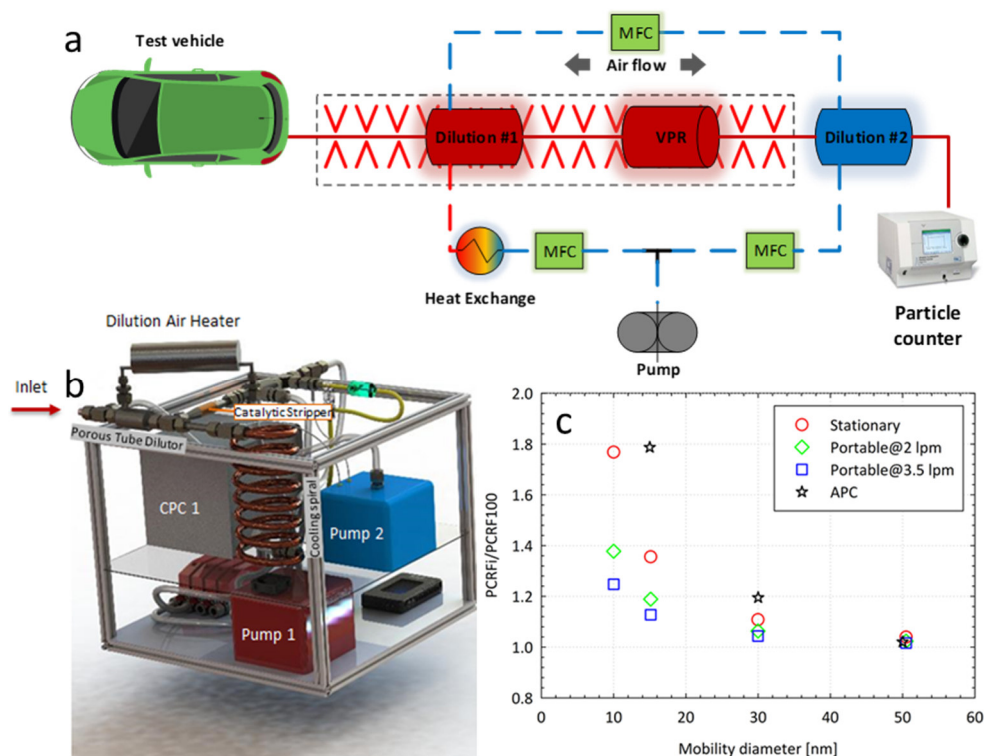 a
Test vehicle
MFC
Air flow
Dilution #1
VPR
Dilution #2
MFC
MFC
Heat Exchange
Pump
Particle
counter
Dilution Air Heater
b
Inlet
Catalytic Stripper
Porous Tube Dilutor
Cooling spiral
CPC 1
Pump 2
Pump 1
c
Stationary
Portable@2 lpm
Portable@3.5 lpm
APC
PCRFi/PCRF100
2.0
1.8
1.6
1.4
1.2
1.0
0.8
0 10 20 30 40 50 60
Mobility diameter [nm]